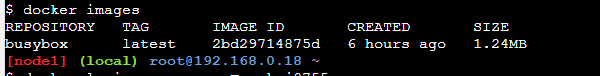 $ docker images
REPOSITORY TAG IMAGE ID CREATED SIZE
busybox latest 2bd29714875d 6 hours ago 1.24MB
[node1] (local) root@192.168.0.18 ~